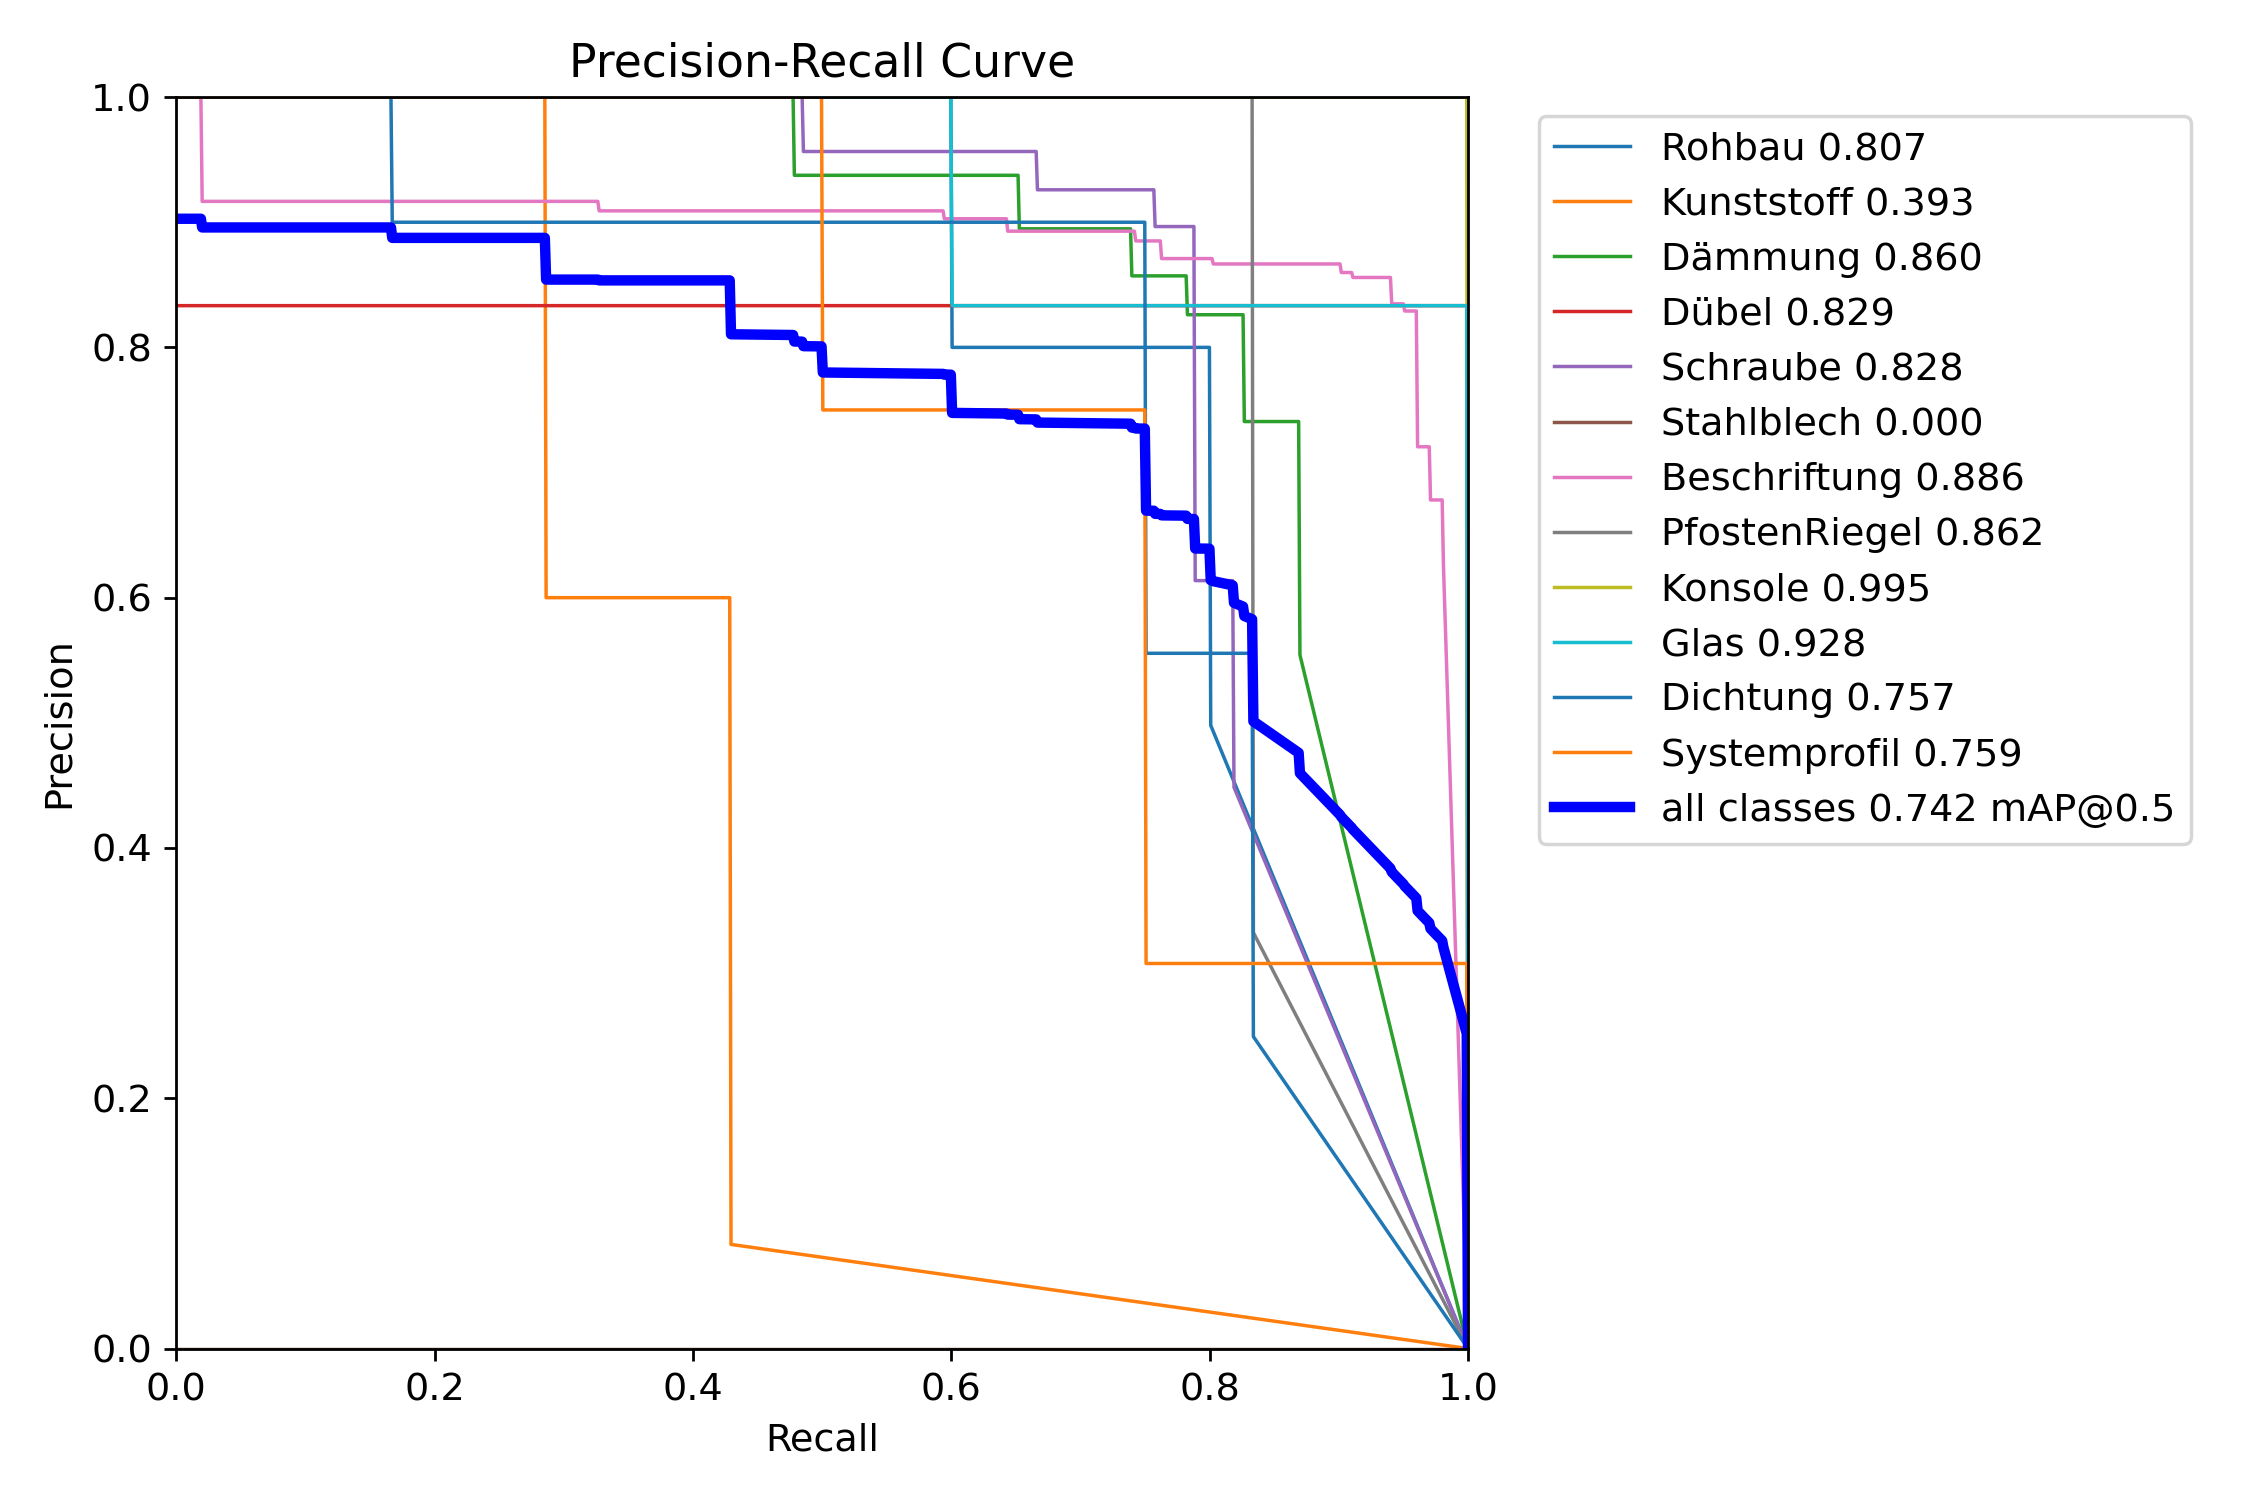 Precision-Recall Curve
1.0
0.8
0.6
0.4
0.2
0.0
Precision
0.0 0.2 0.4 0.6 0.8 1.0
Recall
Rohbau 0.807
Kunststoff 0.393
Dämmung 0.860
Dübel 0.829
Schraube 0.828
Stahlblech 0.000
Beschriftung 0.886
PfostenRiegel 0.862
Konsole 0.995
Glas 0.928
Dichtung 0.757
Systemprofil 0.759
all classes 0.742 mAP@0.5